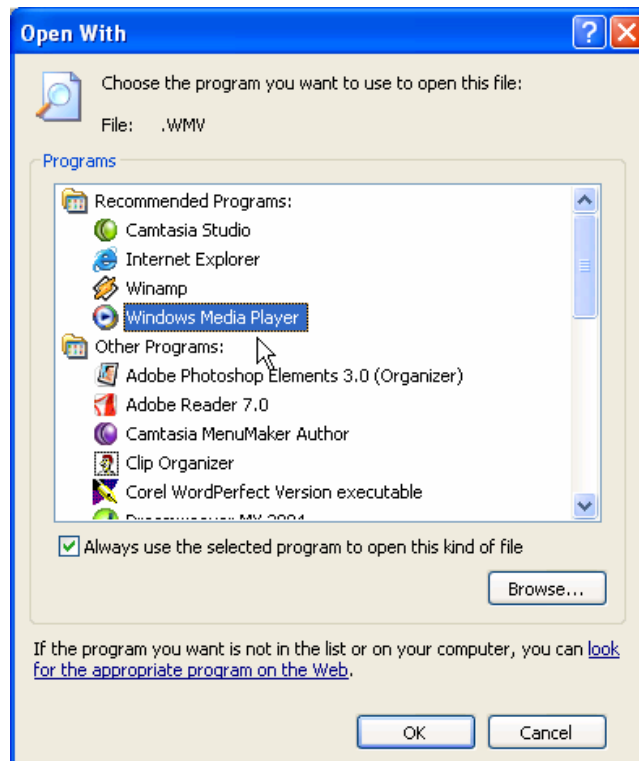 Open With
Choose the program you want to use to open this file:
File: .WMV
Programs
Recommended Programs:
Camtasia Studio
Internet Explorer
Winamp
Windows Media Player
Other Programs:
Adobe Photoshop Elements 3.0 (Organizer)
Adobe Reader 7.0
Camtasia MenuMaker Author
Clip Organizer
Corel WordPerfect Version executable
Dreamweaver MX 2004
Always use the selected program to open this kind of file
Browse...
If the program you want is not in the list or on your computer, you can look
for the appropriate program on the Web.
OK
Cancel